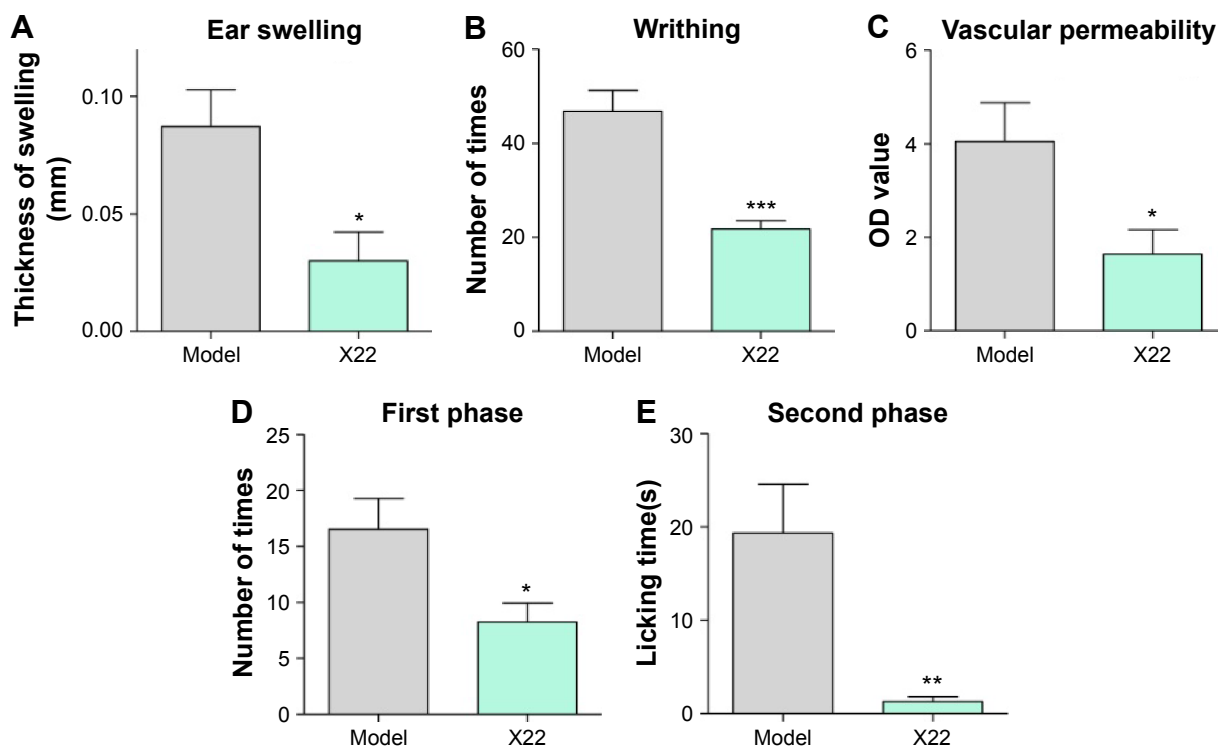 A
Ear swelling
Thickness of swelling
(mm)
0.10
0.05
0.00
*
Model
X22
B
Writhing
Number of times
60
40
20
0
***
Model
X22
C
Vascular permeability
OD value
6
4
2
0
*
Model
X22
D
First phase
Number of times
25
20
15
10
5
0
*
Model
X22
E
Second phase
Licking time(s)
30
20
10
0
**
Model
X22